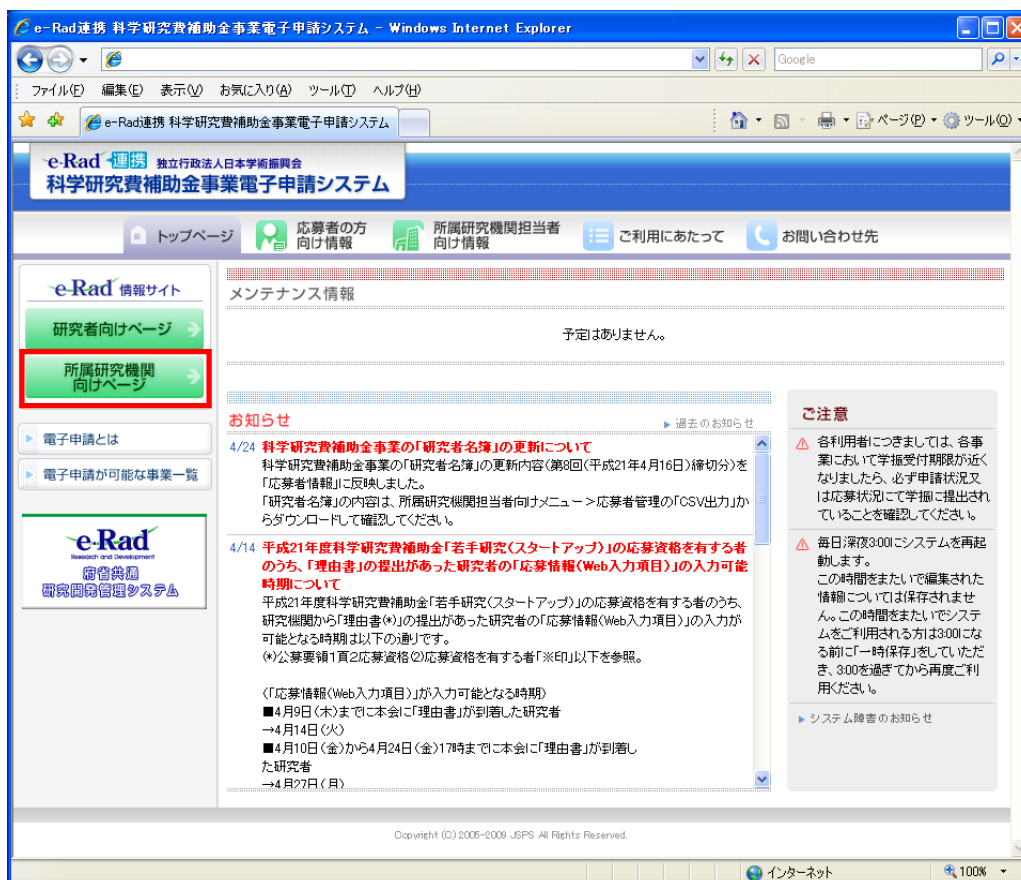 e-Rad連携 科学研究費補助金事業電子申請システム - Windows Internet Explorer
Google
ファイル(F) 編集(E) 表示(V) お気に入り(A) ツール(T) ヘルプ(H)
e-Rad連携 科学研究費補助金事業電子申請システム
ページ(P) ツール(O)
e-Rad 連携 独立行政法人日本学術振興会
科学研究費補助金事業電子申請システム
トップページ
応募者の方
向け情報
所属研究機関担当者
向け情報
ご利用にあたって
お問い合わせ先
e-Rad 情報サイト
研究者向けページ
所属研究機関
向けページ
電子申請とは
電子申請が可能な事業一覧
e-Rad
Research and Development
府省共通
研究開発管理システム
メンテナンス情報
予定はありません。
お知らせ
過去のお知らせ
4/24 科学研究費補助金事業の「研究者名簿」の更新について
科学研究費補助金事業の「研究者名簿」の更新内容(第8回(平成21年4月16日)締切分)を
「応募者情報」に反映しました。
「研究者名簿」の内容は、所属研究機関担当者向けメニュー>応募者管理の「CSV出力」か
らダウンロードして確認してください。
4/14 平成21年度科学研究費補助金「若手研究(スタートアップ)」の応募資格を有する者
のうち、「理由書」の提出があった研究者の「応募情報(Web入力項目)」の入力可能
時期について
平成21年度科学研究費補助金「若手研究(スタートアップ)」の応募資格を有する者のうち、
研究機関から「理由書(*)」の提出があった研究者の「応募情報(Web入力項目)」の入力が
可能となる時期は以下の通りです。
(*)公募要領1頁2応募資格(2)応募資格を有する者「※印」以下を参照。
(「応募情報(Web入力項目)」が入力可能となる時期)
■4月9日(木)までに本会に「理由書」が到着した研究者
→4月14日(火)
■4月10日(金)から4月24日(金)17時までに本会に「理由書」が到着し
た研究者
→4月27日(月)
ご注意
各利用者につきましては、各事
業において学振受付期限が近く
なりましたら、必ず申請状況又
は応募状況にて学振に提出され
ていることを確認してください。
毎日深夜3:00にシステムを再起
動します。
この時間をまたいで編集された
情報については保存されませ
ん。この時間をまたいでシステ
ムをご利用される方は3:00にな
る前に「一時保存」をしていただ
き、3:00を過ぎてから再度ご利
用ください。
システム障害のお知らせ
Copyright (C) 2005-2009 JSPS All Rights Reserved.
インターネット 100%